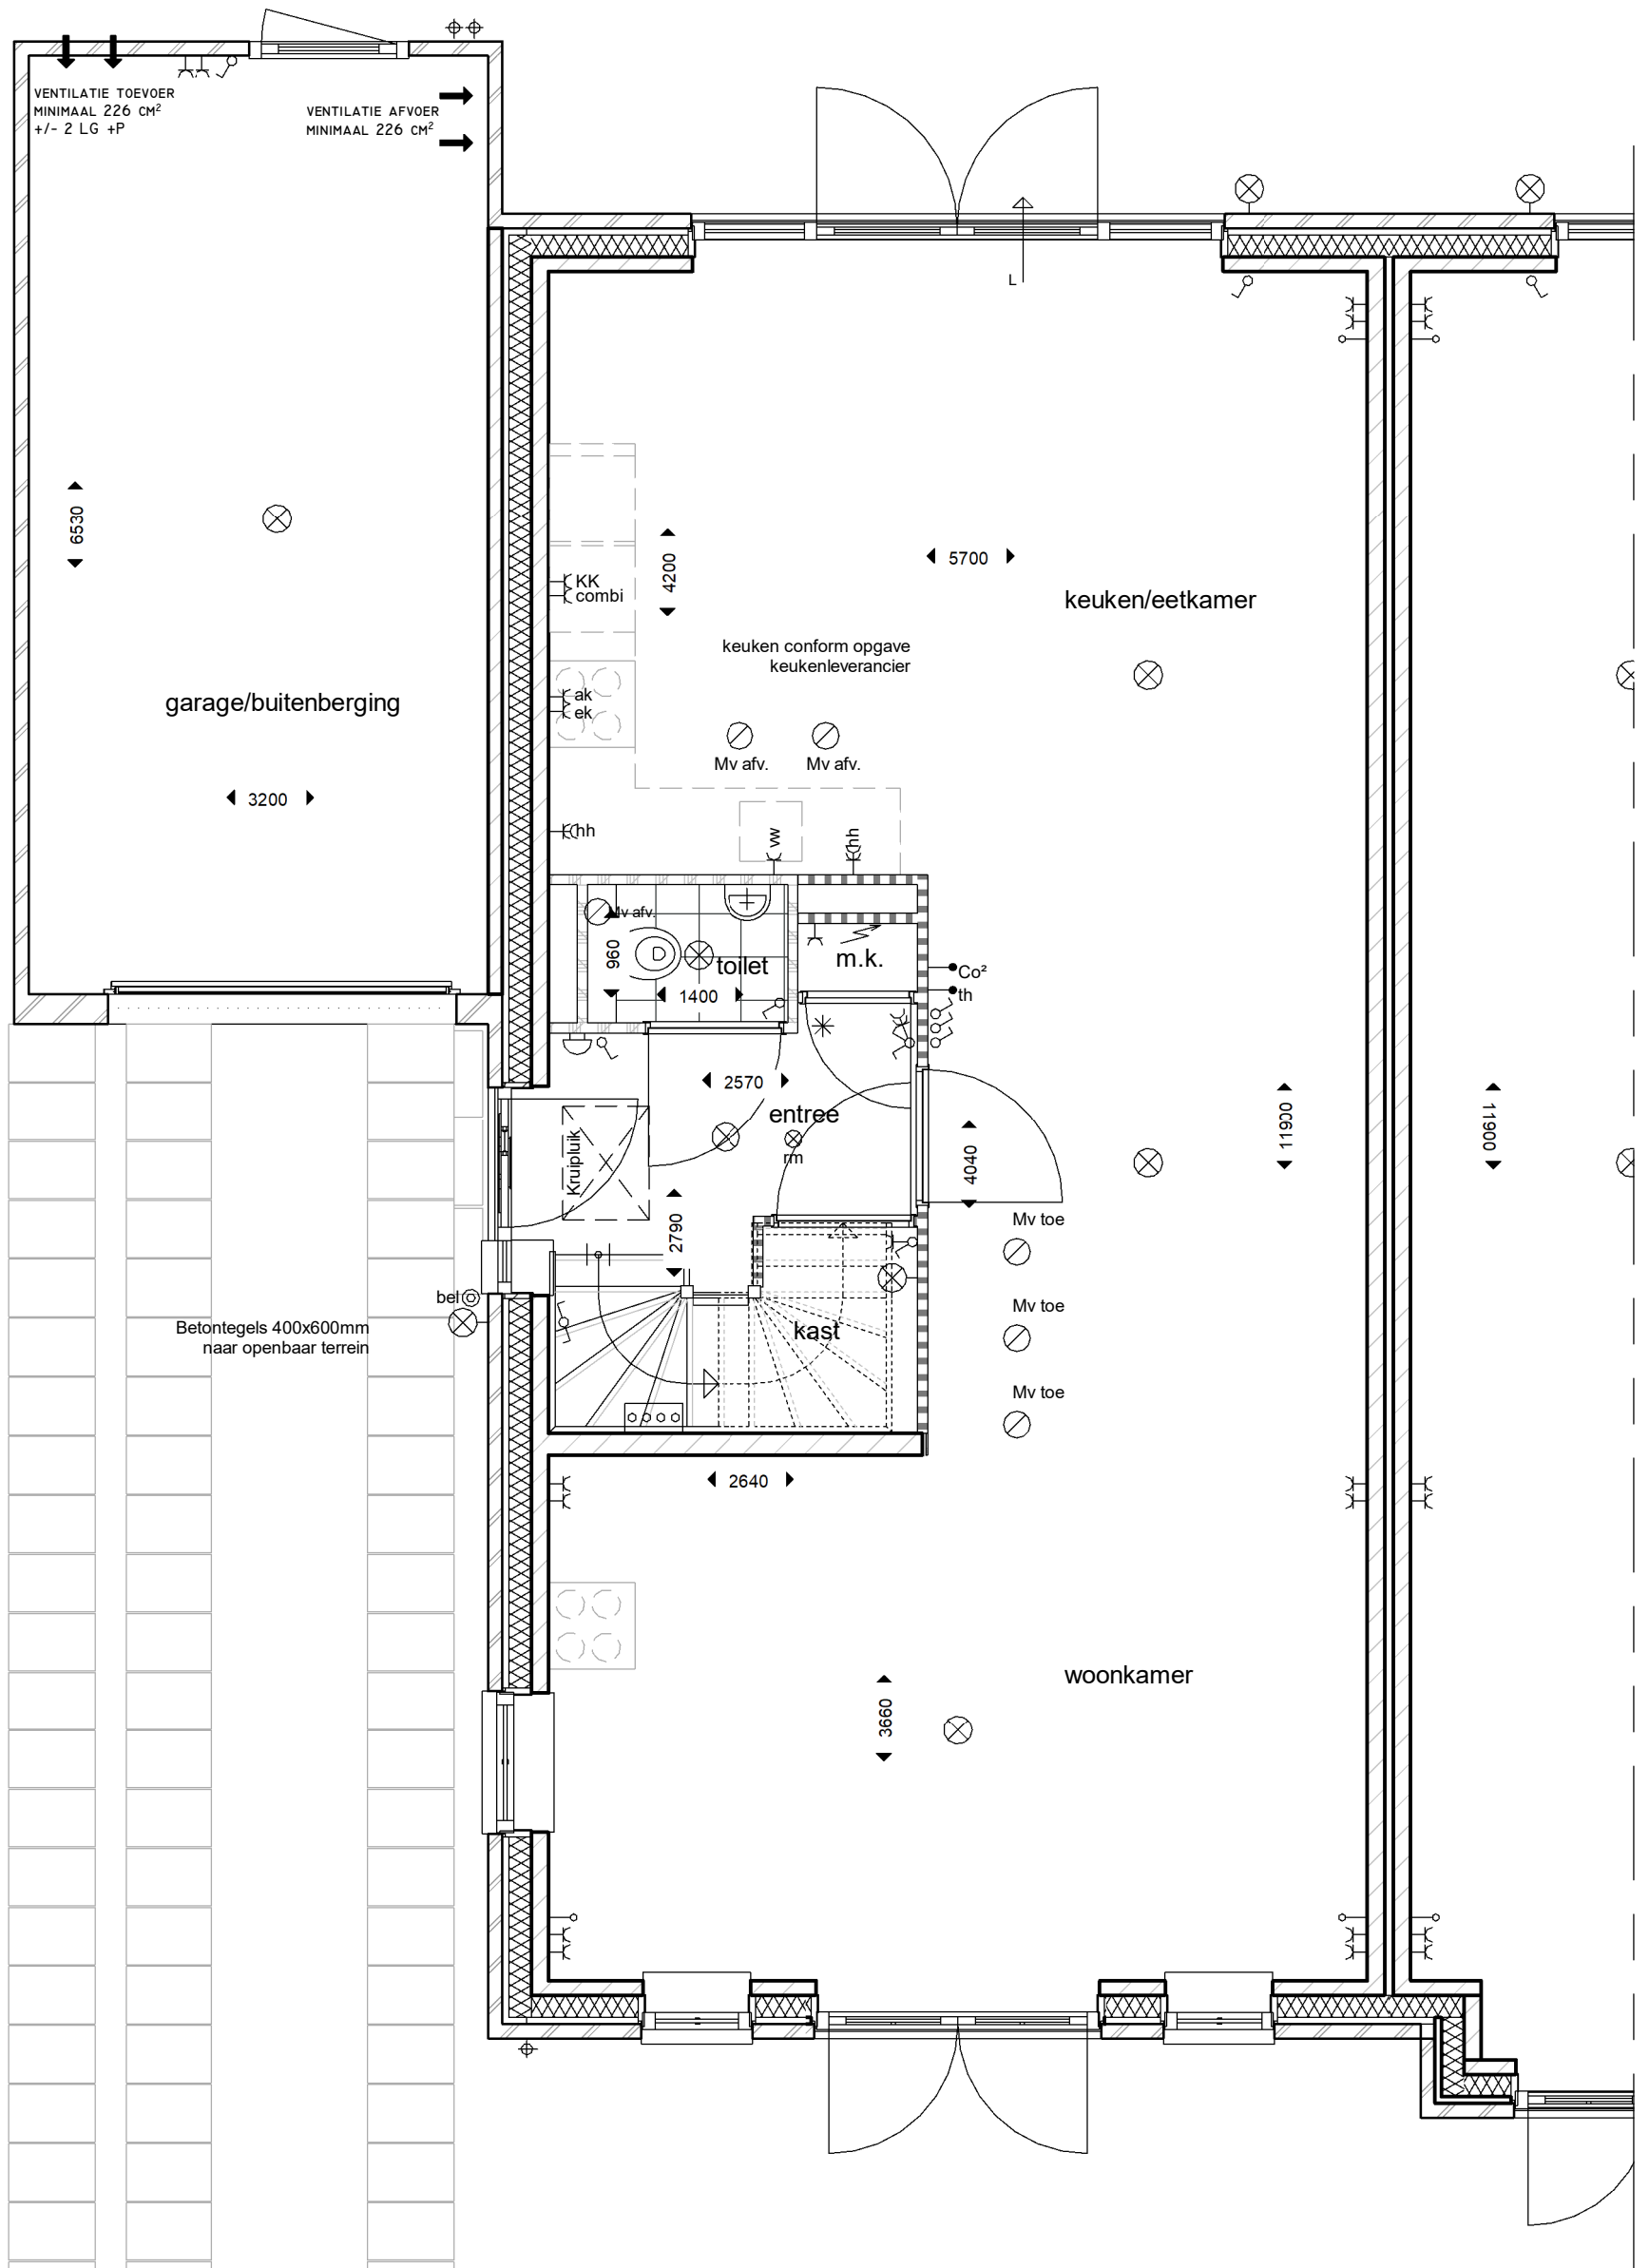 VENTILATIE TOEVOER
MINIMAAL 226 CM²
+/- 2 LG +P
VENTILATIE AFVOER
MINIMAAL 226 CM²
L
6530
4200
5700
KK
combi
keuken/eetkamer
keuken conform opgave
keukenleverancier
garage/buitenberging
ak
ek
Mv afv.
Mv afv.
3200
hh
vw
hh
Mv afv.
960
toilet
m.k.
1400
Co²
th
2570
entree
rm
Kruipluik
4040
11900
11900
2790
Mv toe
bel
Betontegels 400x600mm
naar openbaar terrein
Mv toe
kast
Mv toe
2640
woonkamer
3660